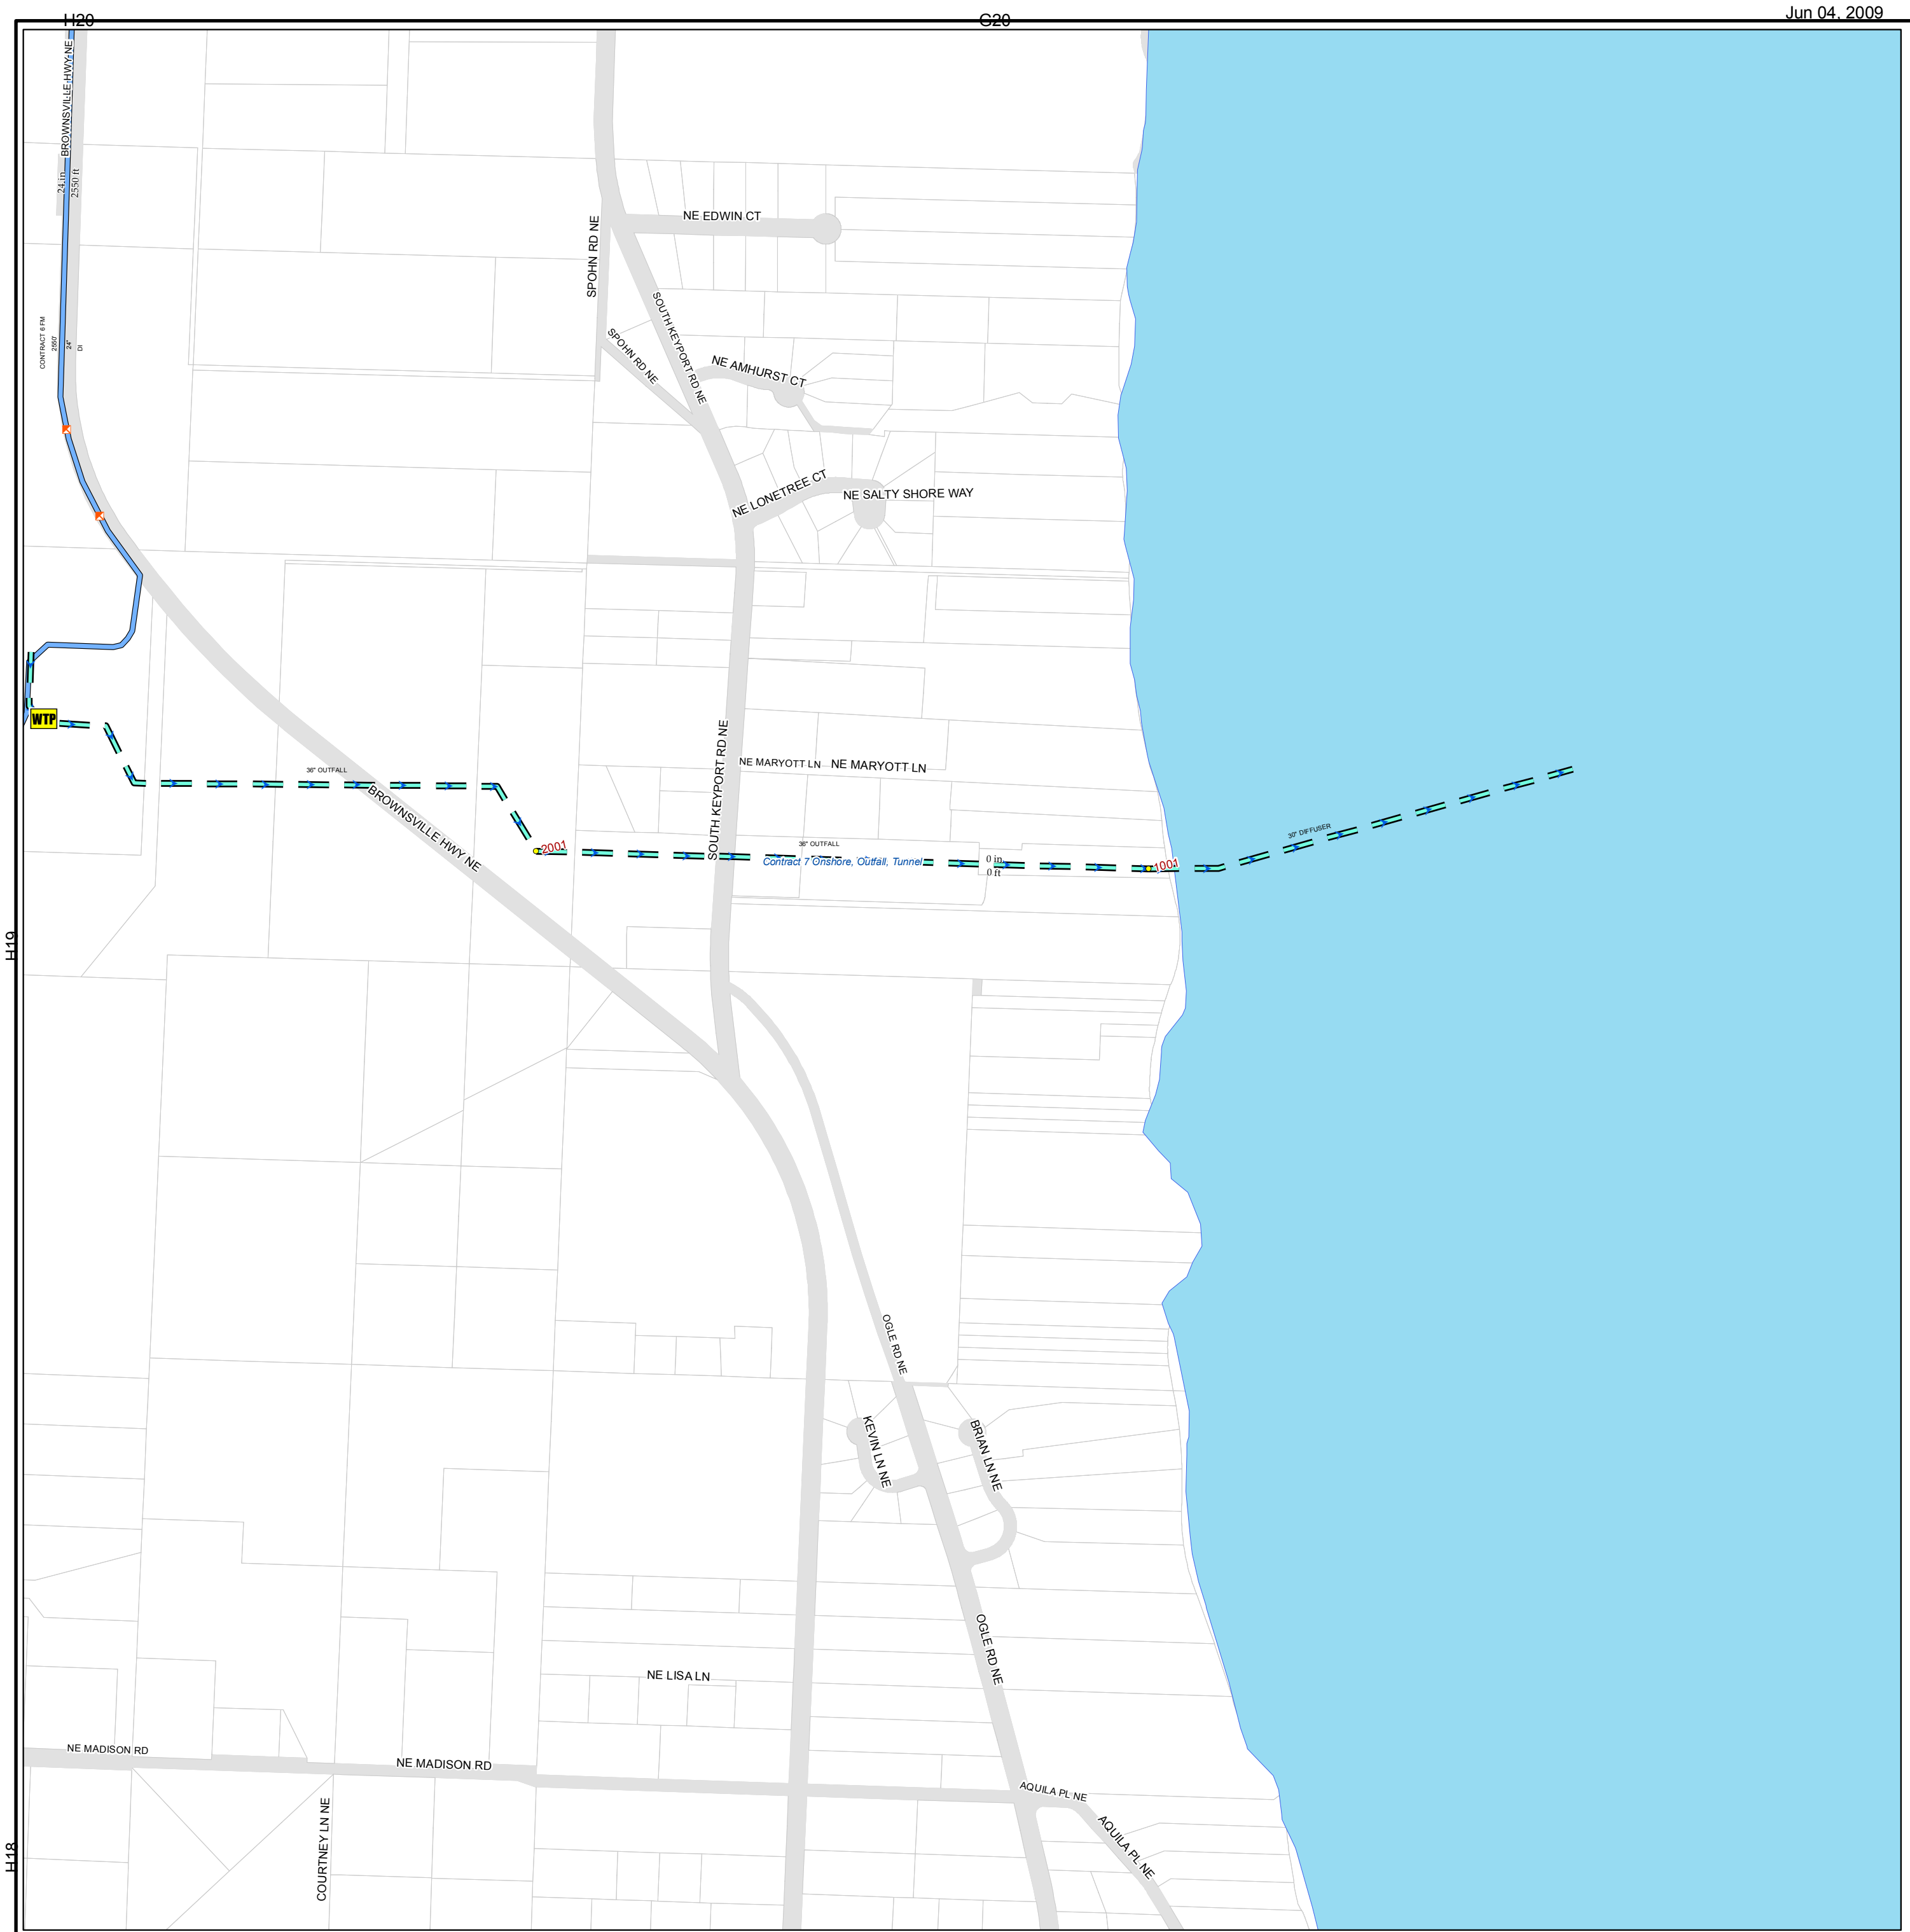 H20
G20
Jun 04, 2009
BROWNSVILLE HWY NE
24 in
2550 ft
CONTRACT 6 FM
2550'
24"
DI
SPOHN RD NE
NE EDWIN CT
SOUTH KEYPORT RD NE
SPOHN RD NE
NE AMHURST CT
NE LONETREE CT
NE SALTY SHORE WAY
WTP
36" OUTFALL
BROWNSVILLE HWY NE
SOUTH KEYPORT RD NE
NE MARYOTT LN
NE MARYOTT LN
2001
36" OUTFALL
Contract 7 Onshore, Outfall, Tunnel
0 in
0 ft
1001
30" DIFFUSER
H19
OGLE RD NE
KEVIN LN NE
BRIAN LN NE
OGLE RD NE
NE LISA LN
NE MADISON RD
NE MADISON RD
AQUILA PL NE
AQUILA PL NE
COURTNEY LN NE
H18